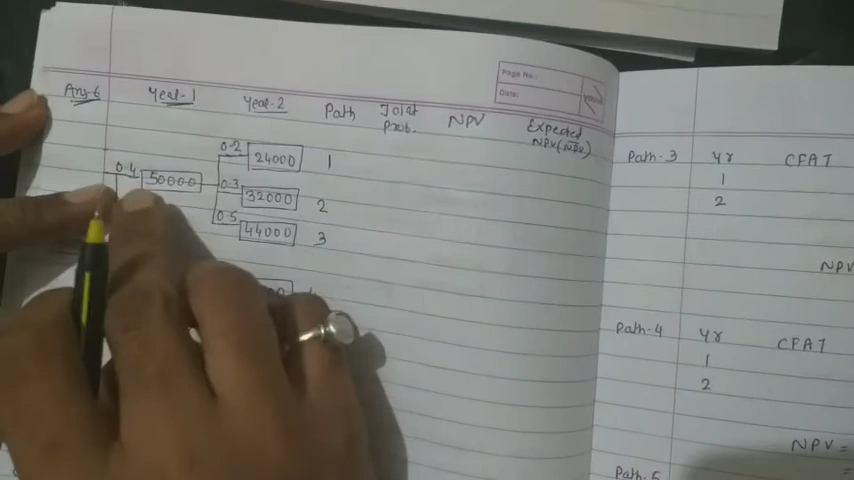 Page No.:
Date:
Ans-6 Year-1 Year-2 Path Joint Prob. NPV Expected NPV(NPV)
0.2 24000 1
0.4 50000 0.3 32000 2
0.5 44000 3
Path-3 Yr CFAT
1
2
NPV
Path-4 Yr CFAT
1
2
NPV =
=
Path-5